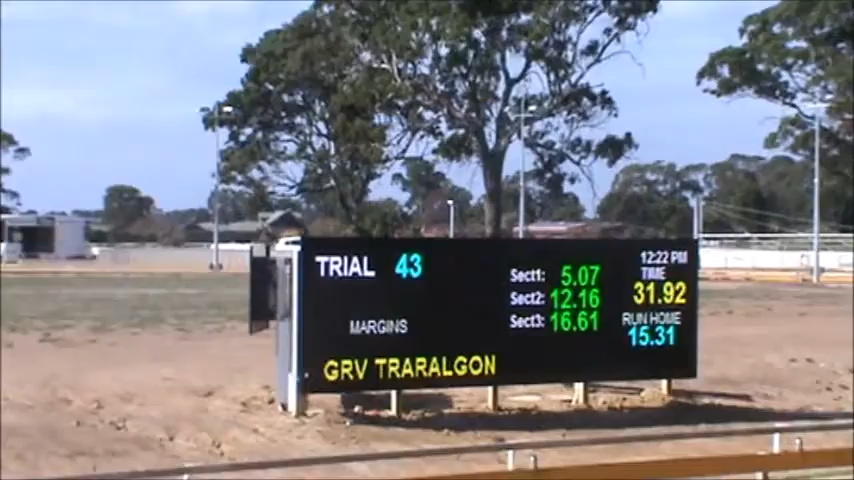 TRIAL 43
MARGINS
GRV TRARALGON
Sect1: 5.07
Sect2: 12.16
Sect3: 16.61
12:22 PM
TIME
31.92
RUN HOME
15.31